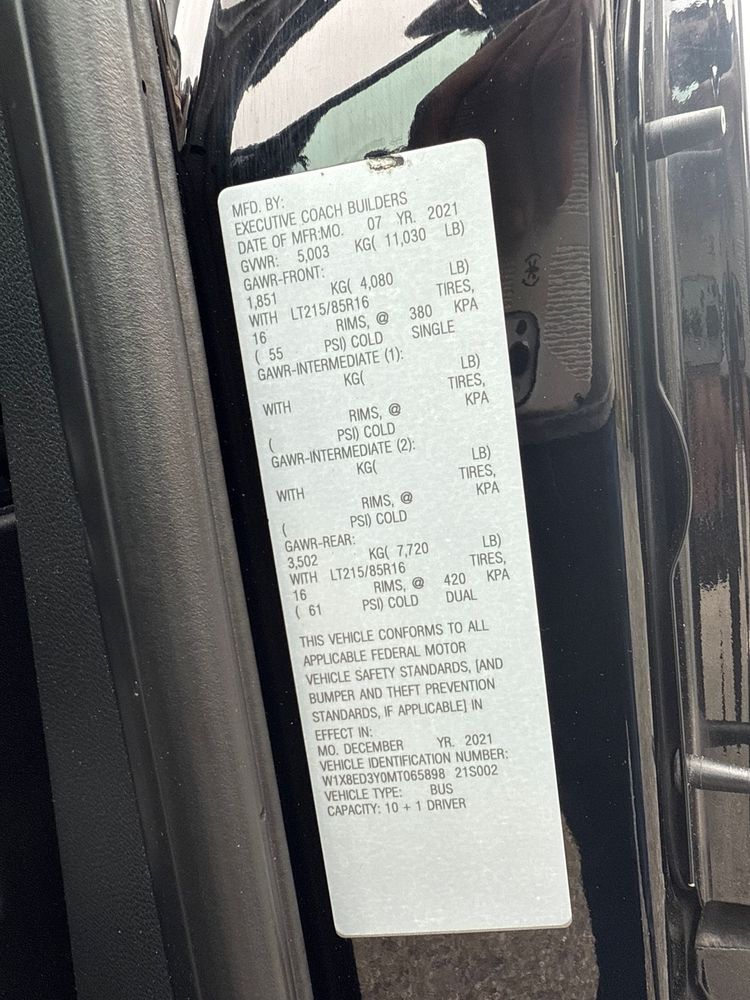 MFD. BY:
EXECUTIVE COACH BUILDERS
DATE OF MFR:MO. 07 YR. 2021
GVWR: 5,003 KG( 11,030 LB)
GAWR-FRONT:
1,851 KG( 4,080 LB)
WITH LT215/85R16 TIRES,
16 RIMS, @ 380 KPA
( 55 PSI) COLD SINGLE
GAWR-INTERMEDIATE (1):
KG( LB)
WITH TIRES,
RIMS, @ KPA
( PSI) COLD
GAWR-INTERMEDIATE (2):
KG( LB)
WITH TIRES,
RIMS, @ KPA
( PSI) COLD
GAWR-REAR:
3,502 KG( 7,720 LB)
WITH LT215/85R16 TIRES,
16 RIMS, @ 420 KPA
( 61 PSI) COLD DUAL
THIS VEHICLE CONFORMS TO ALL
APPLICABLE FEDERAL MOTOR
VEHICLE SAFETY STANDARDS, [AND
BUMPER AND THEFT PREVENTION
STANDARDS, IF APPLICABLE] IN
EFFECT IN:
MO. DECEMBER YR. 2021
VEHICLE IDENTIFICATION NUMBER:
W1X8ED3Y0MT065898 21S002
VEHICLE TYPE: BUS
CAPACITY: 10 + 1 DRIVER